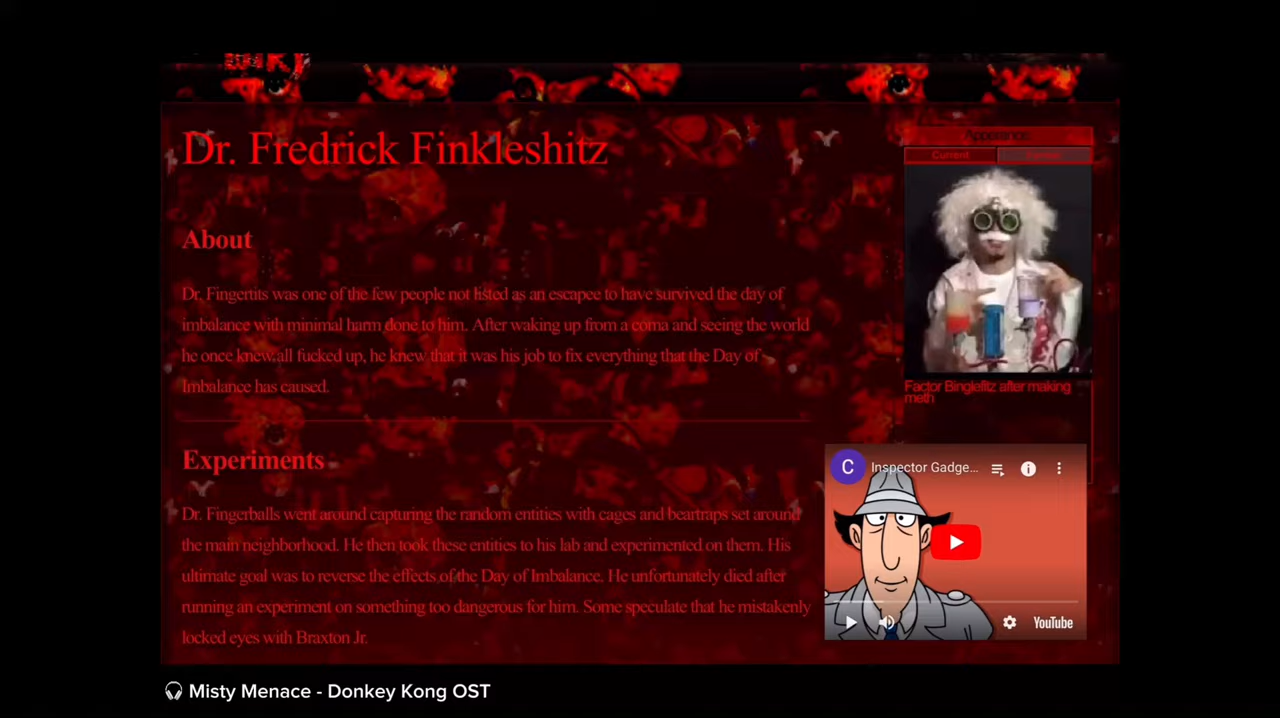 Dr. Fredrick Finkleshitz
About
Dr. Fingertits was one of the few people not listed as an escapee to have survived the day of
imbalance with minimal harm done to him. After waking up from a coma and seeing the world
he once knew all fucked up, he knew that it was his job to fix everything that the Day of
Imbalance has caused.
Experiments
Dr. Fingerballs went around capturing the random entities with cages and beartraps set around
the main neighborhood. He then took these entities to his lab and experimented on them. His
ultimate goal was to reverse the effects of the Day of Imbalance. He unfortunately died after
running an experiment on something too dangerous for him. Some speculate that he mistakenly
locked eyes with Braxton Jr.
Current
Factor Binglefitz after making
meth
C Inspector Gadge...
YouTube
Misty Menace - Donkey Kong OST